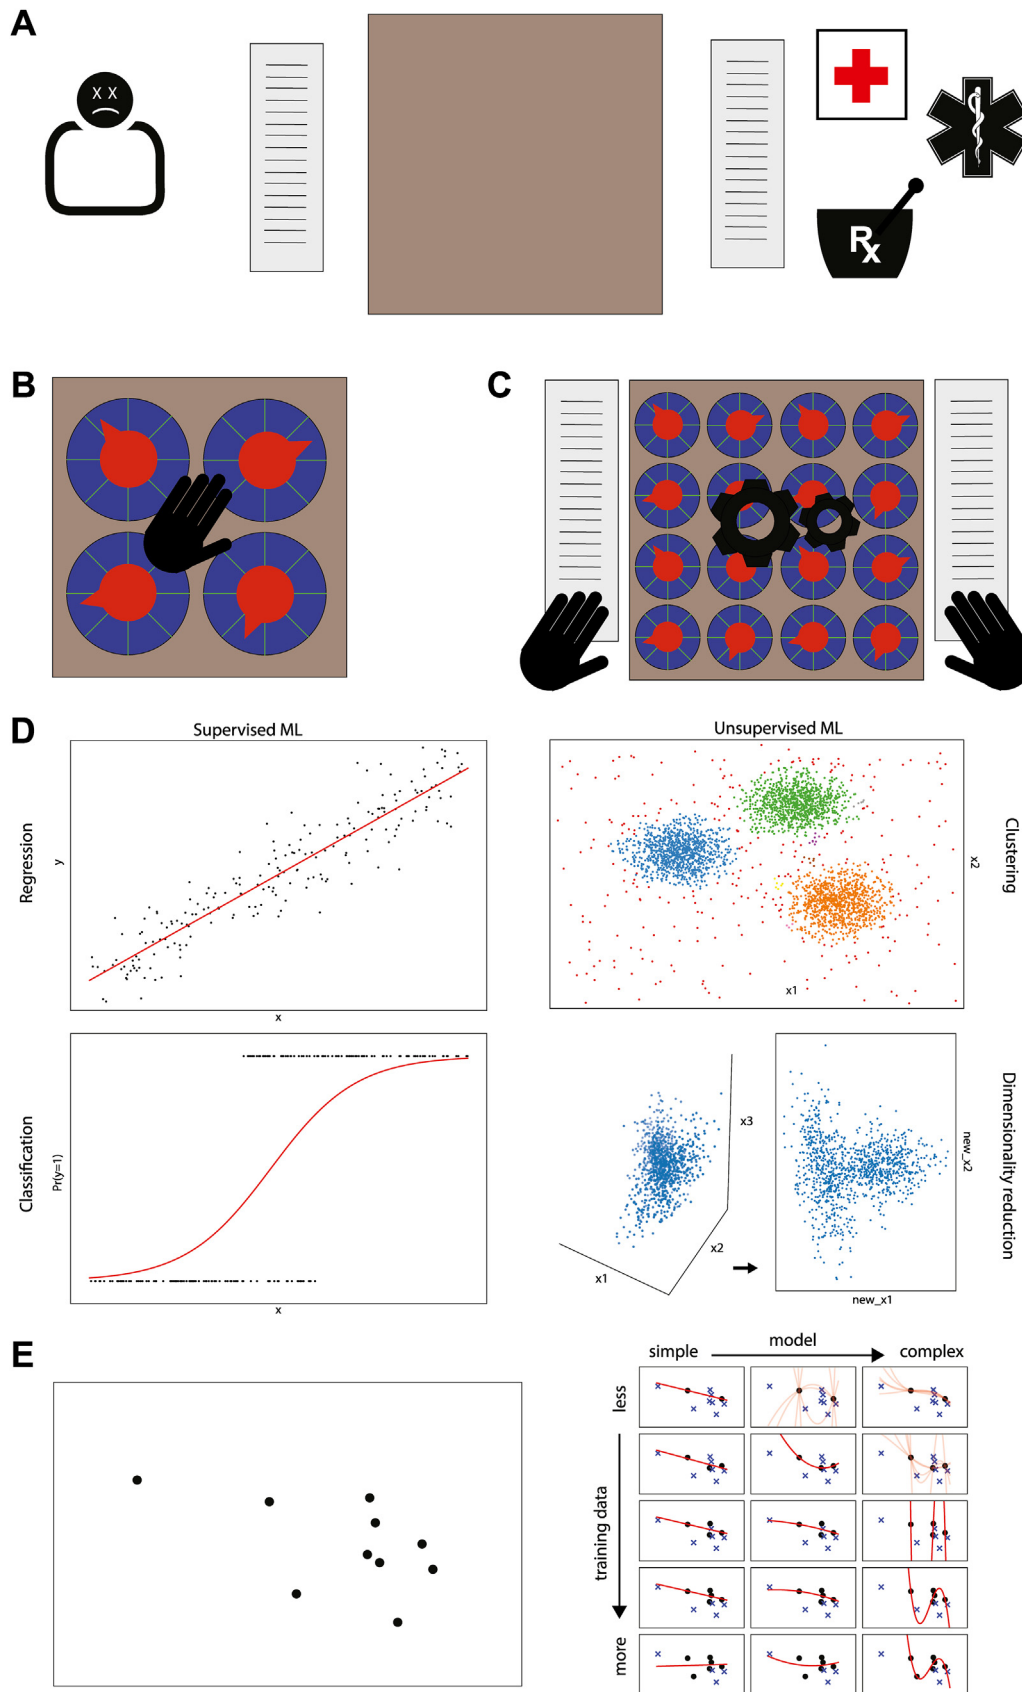 A
X X
Rx
B
C
D
Supervised ML
Unsupervised ML
Regression
y
x
Clustering
x2
x1
Classification
Pr(y=1)
x
x3
x2
x1
Dimensionality reduction
new_x2
new_x1
E
model
simple
complex
less
training data
more